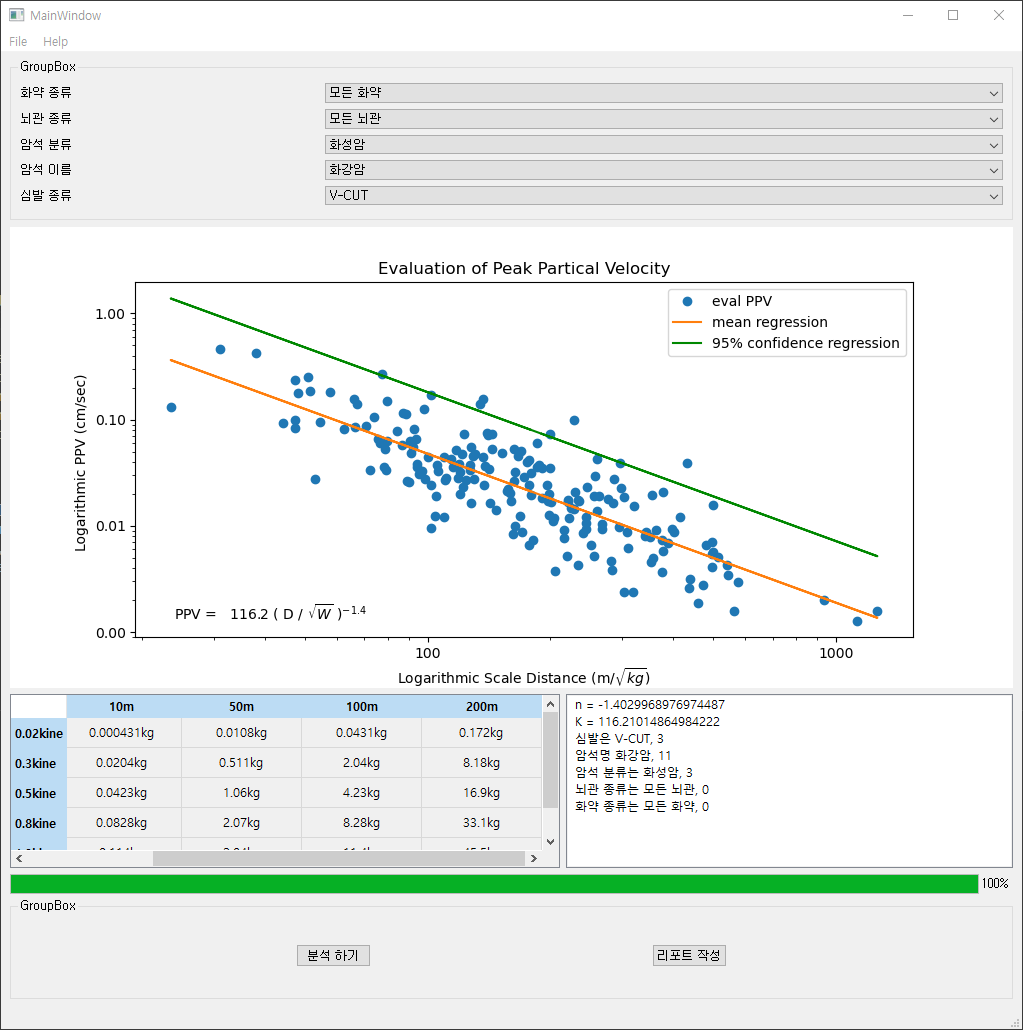 MainWindow
File Help
GroupBox
화약 종류 모든 화약
뇌관 종류 모든 뇌관
암석 분류 화성암
암석 이름 화강암
심발 종류 V-CUT
Evaluation of Peak Partical Velocity
eval PPV
mean regression
95% confidence regression
1.00
0.10
0.01
0.00
Logarithmic PPV (cm/sec)
PPV = 116.2 ( D / √W )^−1.4
100 1000
Logarithmic Scale Distance (m/√kg)
10m 50m 100m 200m
0.02kine 0.000431kg 0.0108kg 0.0431kg 0.172kg
0.3kine 0.0204kg 0.511kg 2.04kg 8.18kg
0.5kine 0.0423kg 1.06kg 4.23kg 16.9kg
0.8kine 0.0828kg 2.07kg 8.28kg 33.1kg
n = -1.4029968976974487
K = 116.21014864984222
심발은 V-CUT, 3
암석명 화강암, 11
암석 분류는 화성암, 3
뇌관 종류는 모든 뇌관, 0
화약 종류는 모든 화약, 0
100%
GroupBox
분석 하기 리포트 작성